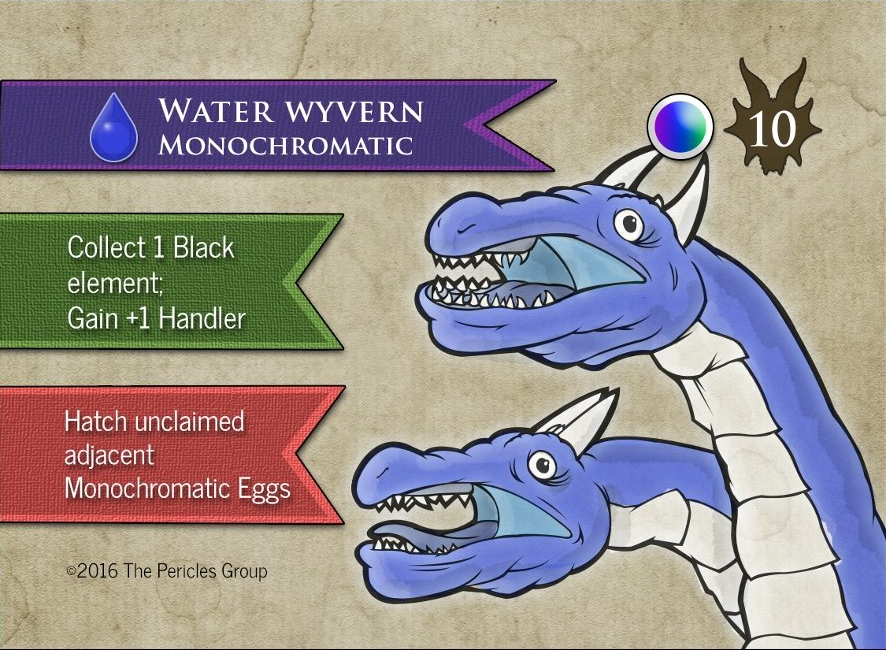 Water wyvern
Monochromatic
10
Collect 1 Black
element;
Gain +1 Handler
Hatch unclaimed
adjacent
Monochromatic Eggs
©2016 The Pericles Group